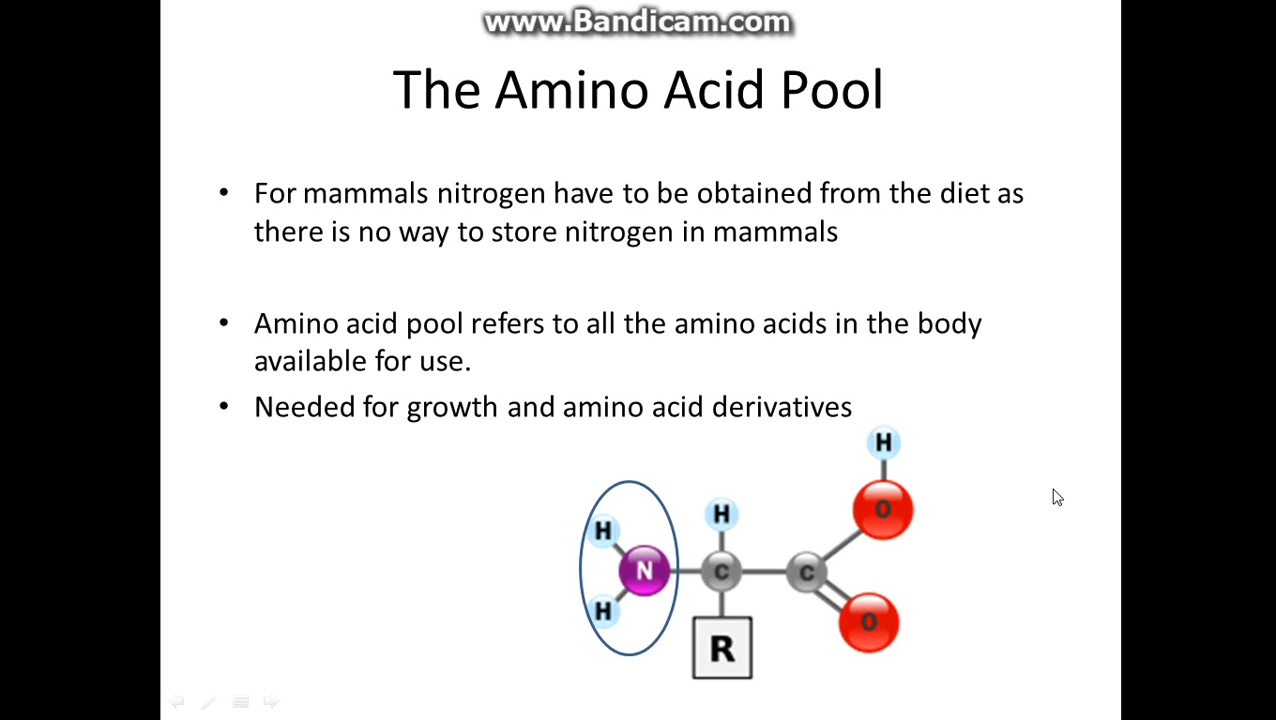 www.Bandicam.com
The Amino Acid Pool
• For mammals nitrogen have to be obtained from the diet as
there is no way to store nitrogen in mammals
• Amino acid pool refers to all the amino acids in the body
available for use.
• Needed for growth and amino acid derivatives
H
H
H
O
N
C
C
H
O
R